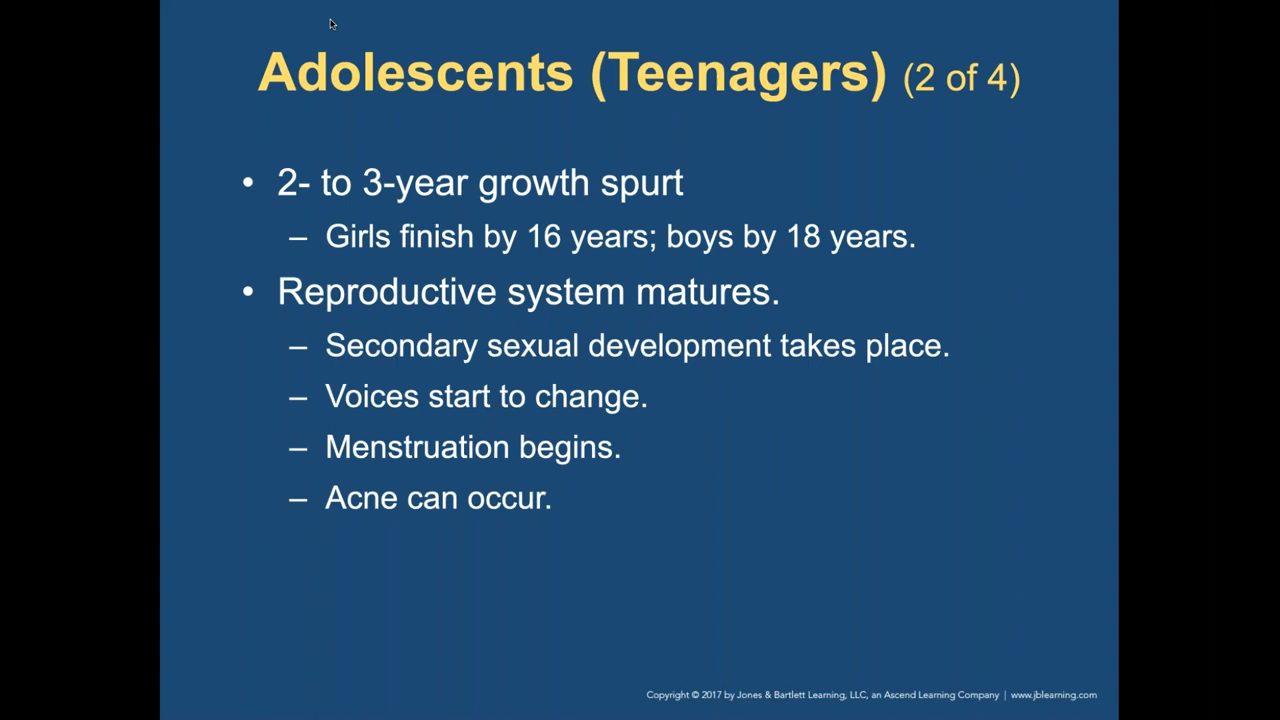 Adolescents (Teenagers) (2 of 4)
• 2- to 3-year growth spurt
– Girls finish by 16 years; boys by 18 years.
• Reproductive system matures.
– Secondary sexual development takes place.
– Voices start to change.
– Menstruation begins.
– Acne can occur.
Copyright © 2017 by Jones & Bartlett Learning, LLC, an Ascend Learning Company | www.jblearning.com